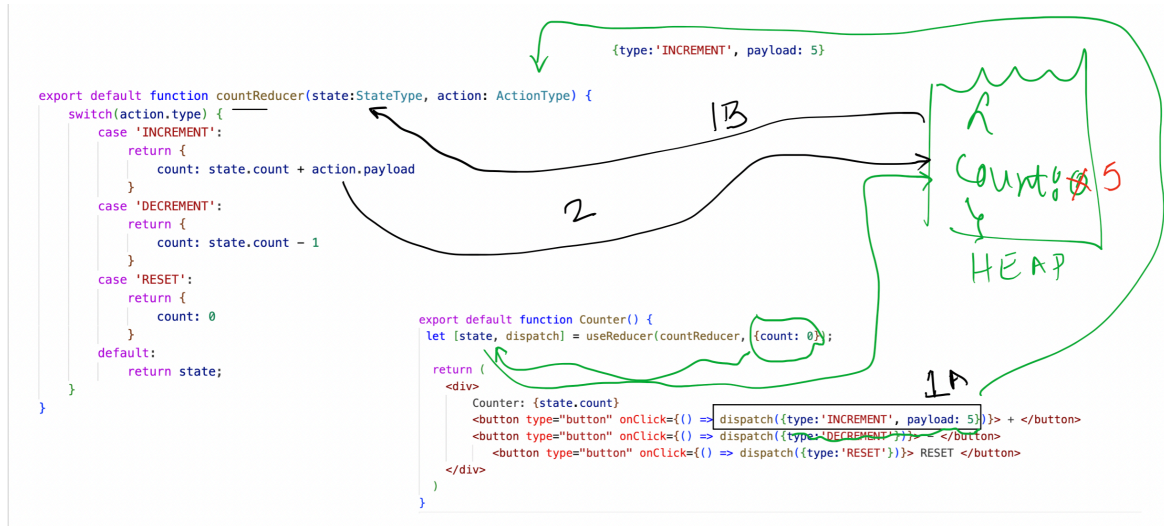 {type:'INCREMENT', payload: 5}
export default function countReducer(state:StateType, action: ActionType) {
switch(action.type) {
case 'INCREMENT':
return {
count: state.count + action.payload
}
case 'DECREMENT':
return {
count: state.count - 1
}
case 'RESET':
return {
count: 0
}
default:
return state;
}
}
1B
2
{
count: 0 5
}
HEAP
export default function Counter() {
let [state, dispatch] = useReducer(countReducer, {count: 0});
return (
<div>
1A
Counter: {state.count}
<button type="button" onClick={() => dispatch({type:'INCREMENT', payload: 5})}> + </button>
<button type="button" onClick={() => dispatch({type:'DECREMENT'})}> - </button>
<button type="button" onClick={() => dispatch({type:'RESET'})}> RESET </button>
</div>
)
}